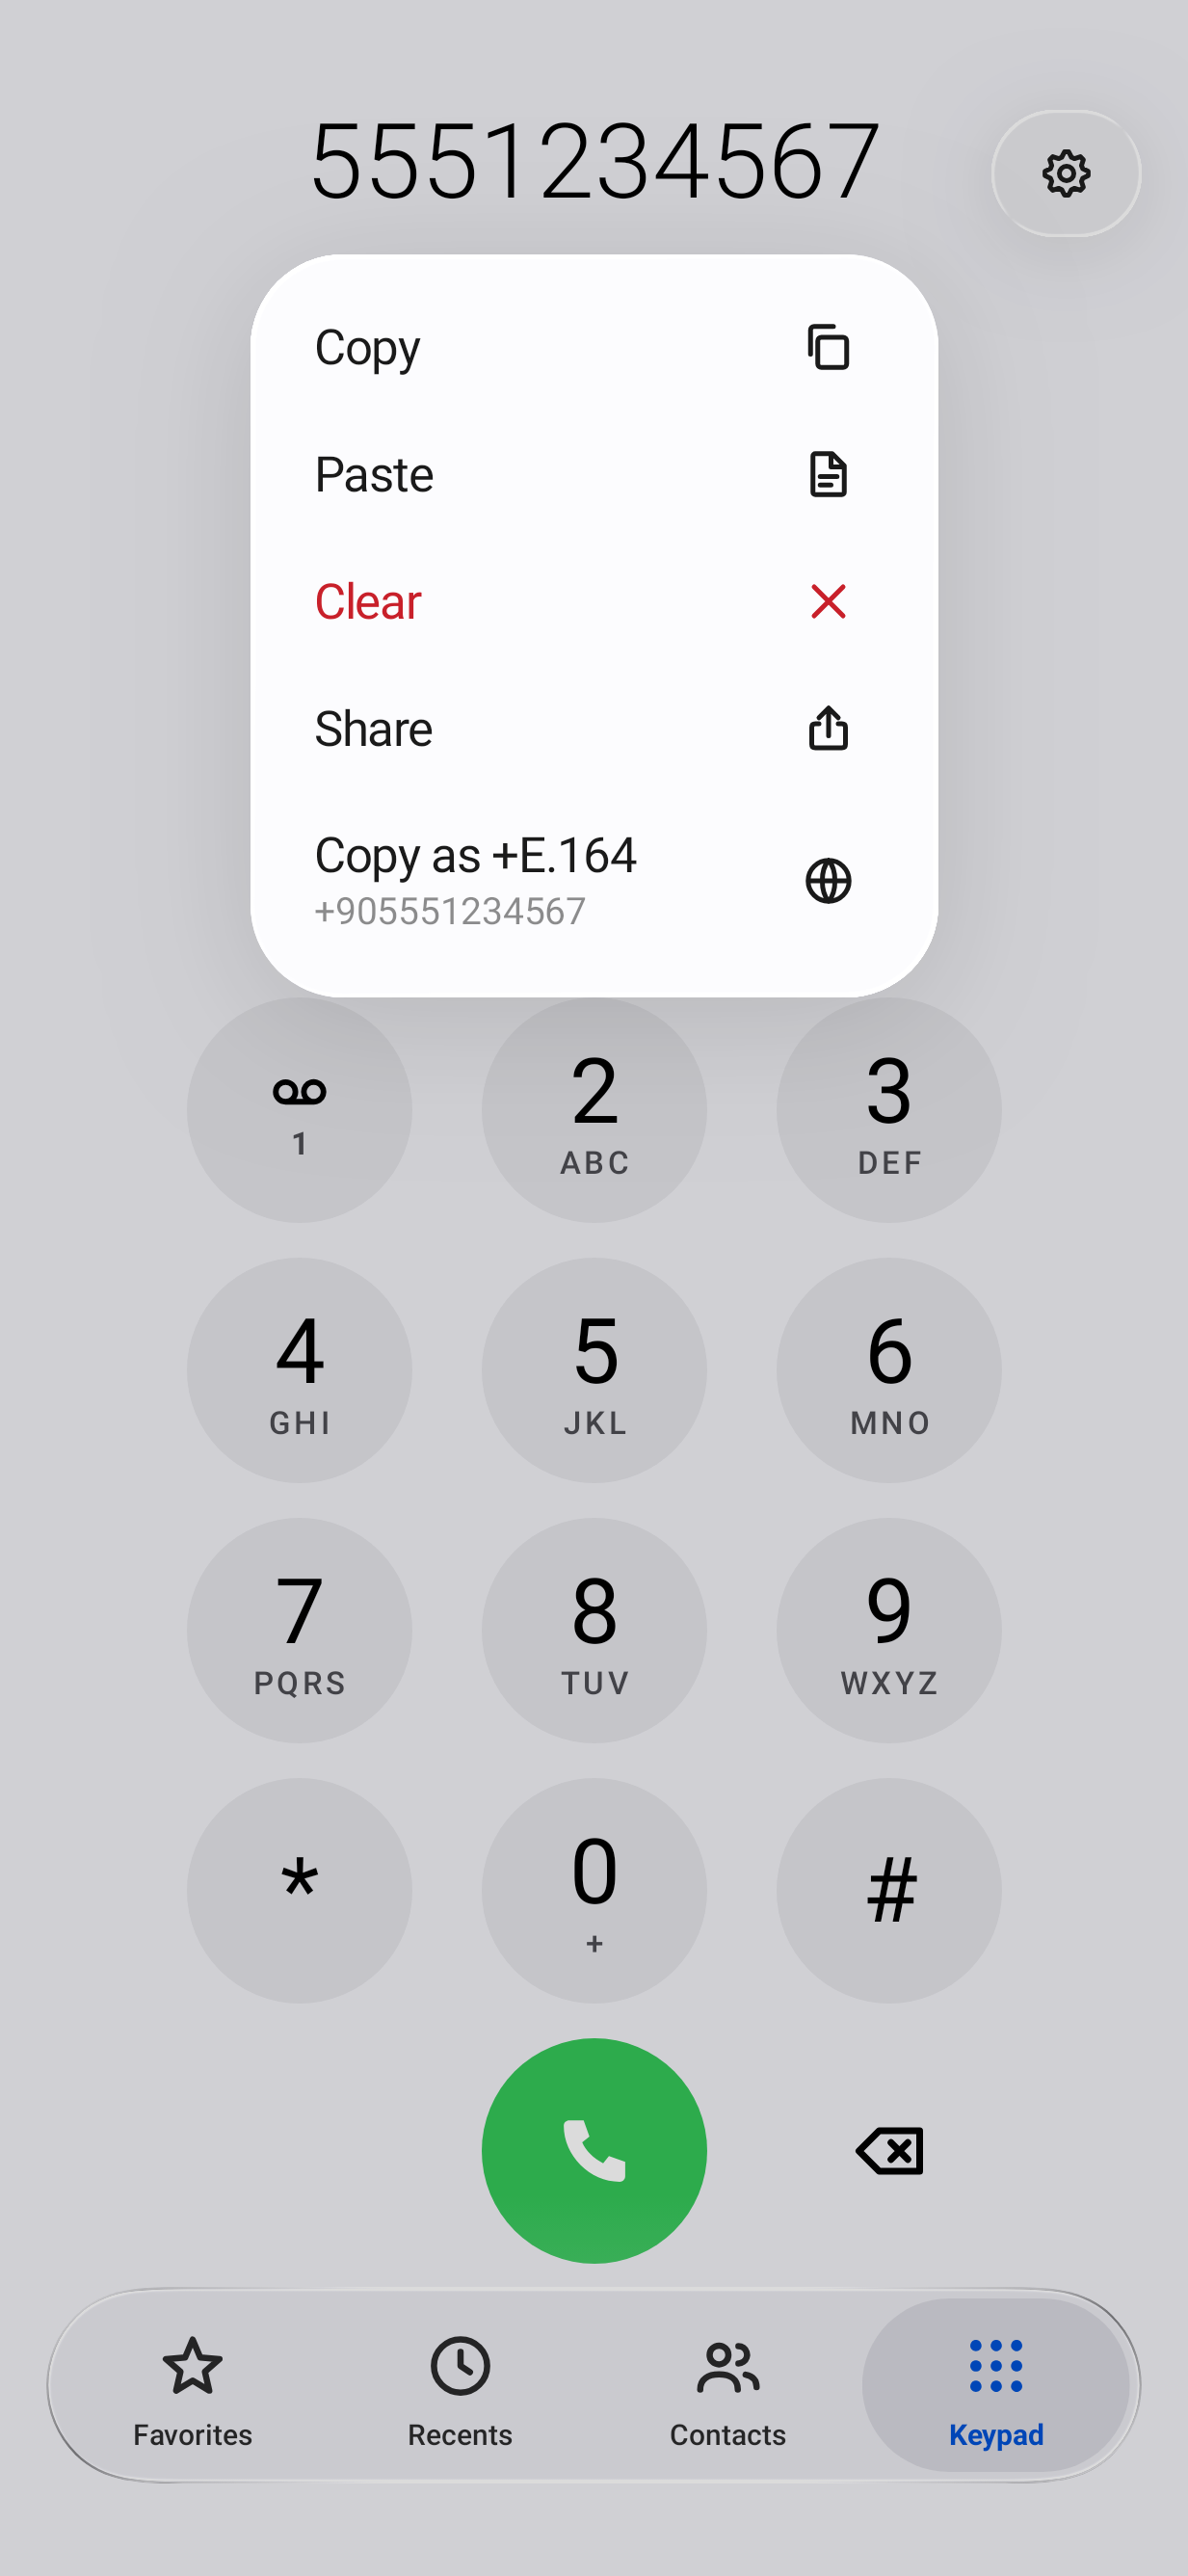 5551234567
Copy
Paste
Clear
Share
Copy as +E.164
+905551234567
1
2
ABC
3
DEF
4
GHI
5
JKL
6
MNO
7
PQRS
8
TUV
9
WXYZ
*
0
+
#
Favorites
Recents
Contacts
Keypad